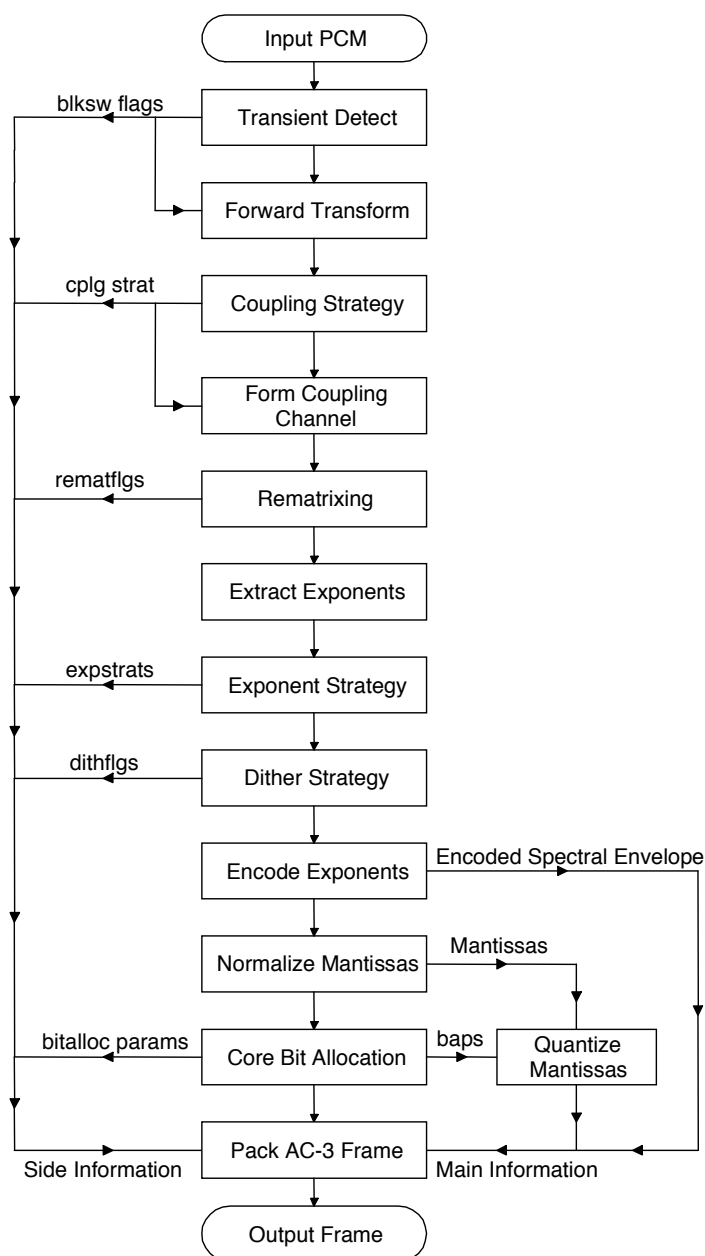 Input PCM
blksw flags
Transient Detect
Forward Transform
cplg strat
Coupling Strategy
Form Coupling
Channel
rematflgs
Rematrixing
Extract Exponents
expstrats
Exponent Strategy
dithflgs
Dither Strategy
Encode Exponents
Encoded Spectral Envelope
Normalize Mantissas
Mantissas
bitalloc params
Core Bit Allocation
baps
Quantize
Mantissas
Side Information
Pack AC-3 Frame
Main Information
Output Frame